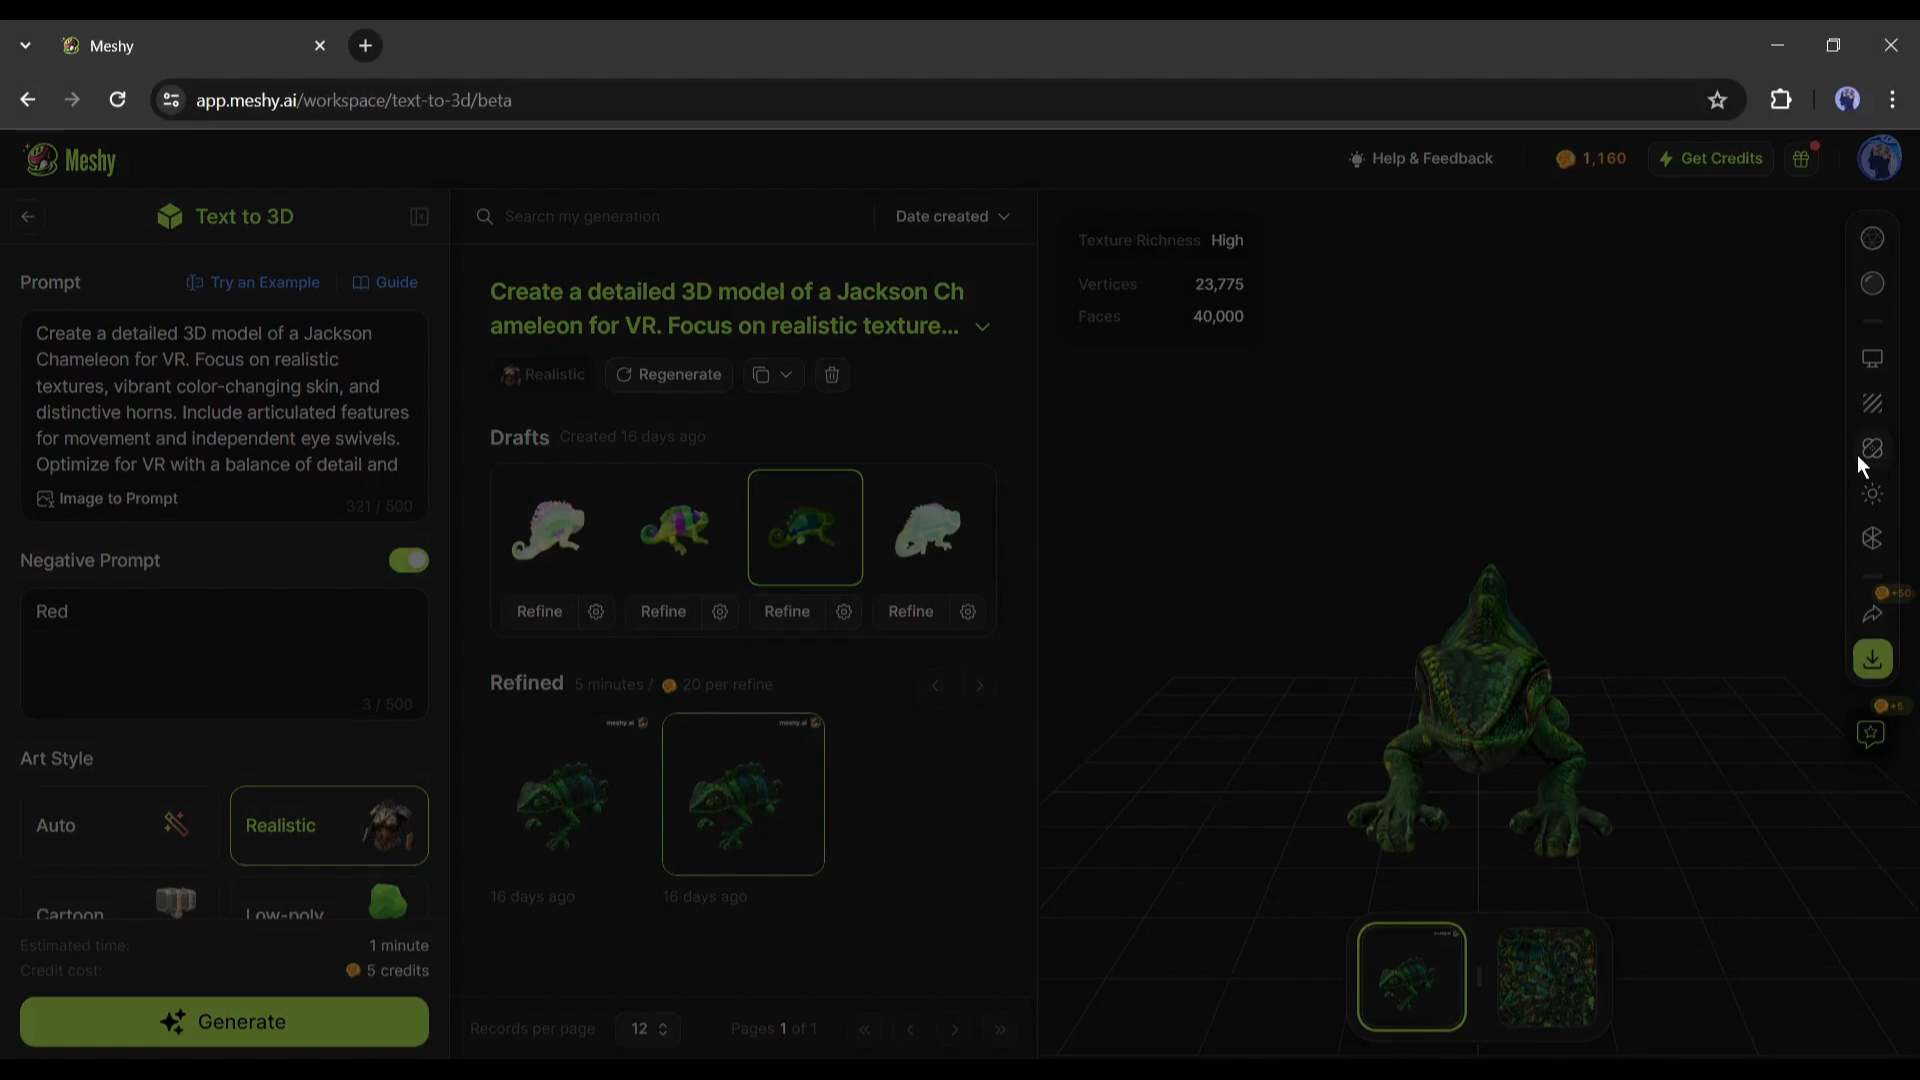 Meshy
app.meshy.ai/workspace/text-to-3d/beta
Meshy
Help & Feedback
1,160
Get Credits
Text to 3D
Search my generation
Date created
Prompt
Try an Example
Guide
Create a detailed 3D model of a Jackson
Chameleon for VR. Focus on realistic
textures, vibrant color-changing skin, and
distinctive horns. Include articulated features
for movement and independent eye swivels.
Optimize for VR with a balance of detail and
Image to Prompt
321 / 500
Negative Prompt
Red
3 / 500
Art Style
Auto
Realistic
Cartoon
Low-poly
Estimated time:
1 minute
Credit cost:
5 credits
Generate
Create a detailed 3D model of a Jackson Ch
ameleon for VR. Focus on realistic texture...
Realistic
Regenerate
Drafts
Created 16 days ago
Refine
Refine
Refine
Refine
Refined
5 minutes /
20 per refine
meshy.ai
meshy.ai
16 days ago
16 days ago
Records per page
12
Pages 1 of 1
Texture Richness High
Vertices 23,775
Faces 40,000
+50
+5